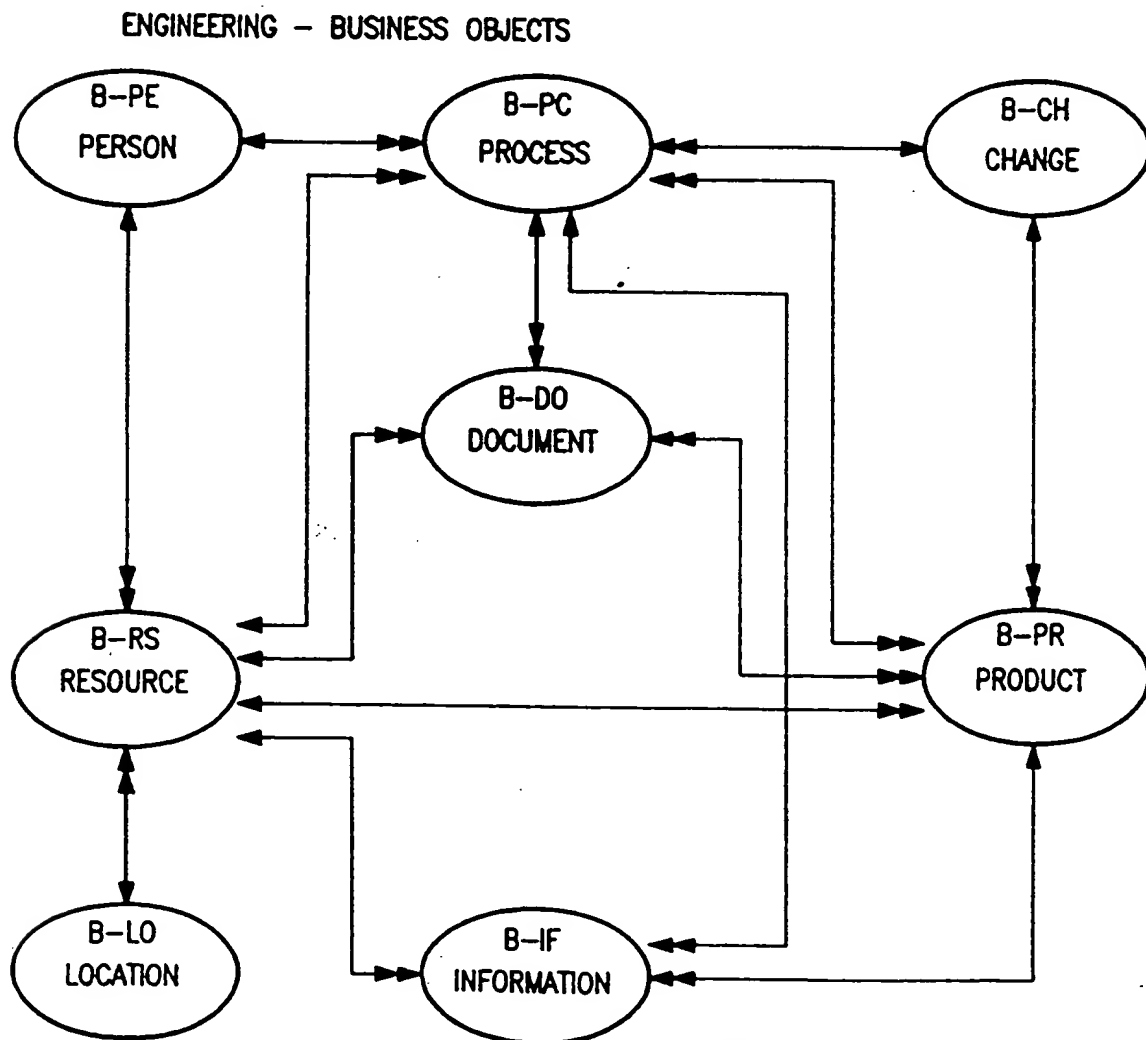 ENGINEERING – BUSINESS OBJECTS
B–PE
PERSON
B–PC
PROCESS
B–CH
CHANGE
B–DO
DOCUMENT
B–RS
RESOURCE
B–PR
PRODUCT
B–LO
LOCATION
B–IF
INFORMATION